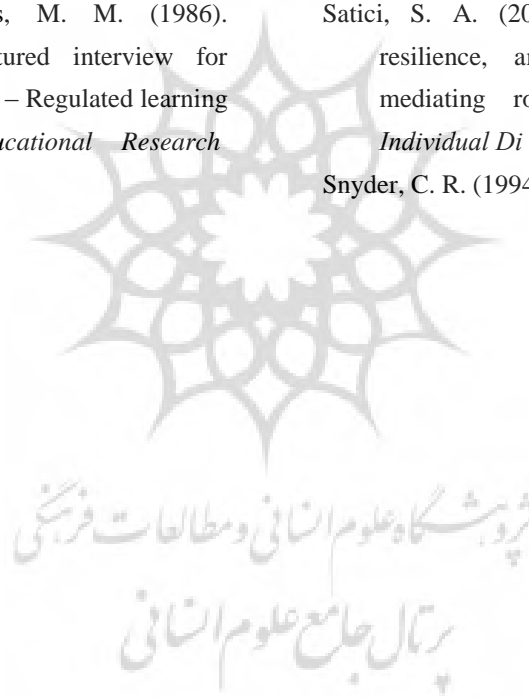 s, M. M. (1986).
tured interview for
– Regulated learning
ucational Research
Satici, S. A. (20
resilience, an
mediating ro
Individual Di
Snyder, C. R. (1994
پژوهشگاه علوم انسانی و مطالعات فرهنگی
پرتال جامع علوم انسانی